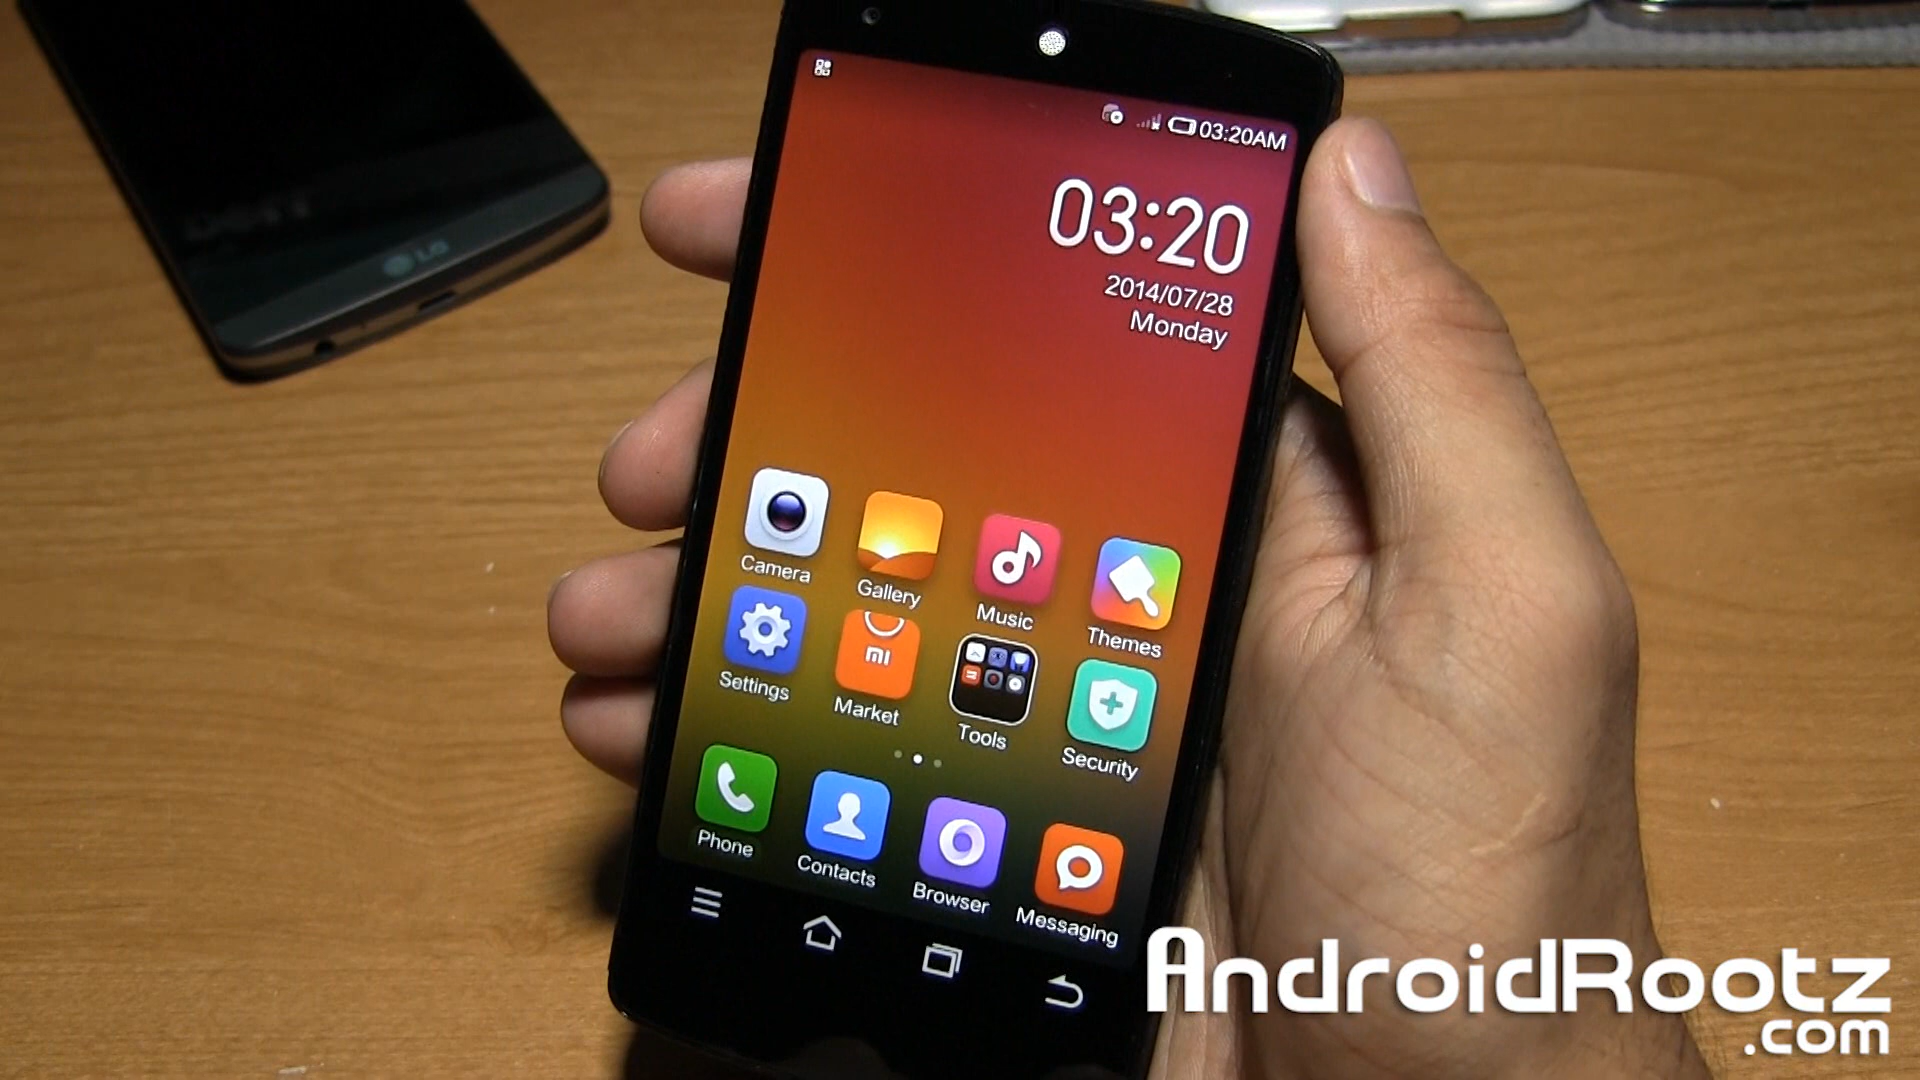 LG
03:20AM
03:20
2014/07/28
Monday
Camera
Gallery
Music
Themes
Settings
mi
Market
Tools
Security
Phone
Contacts
Browser
Messaging
AndroidRootz
.com